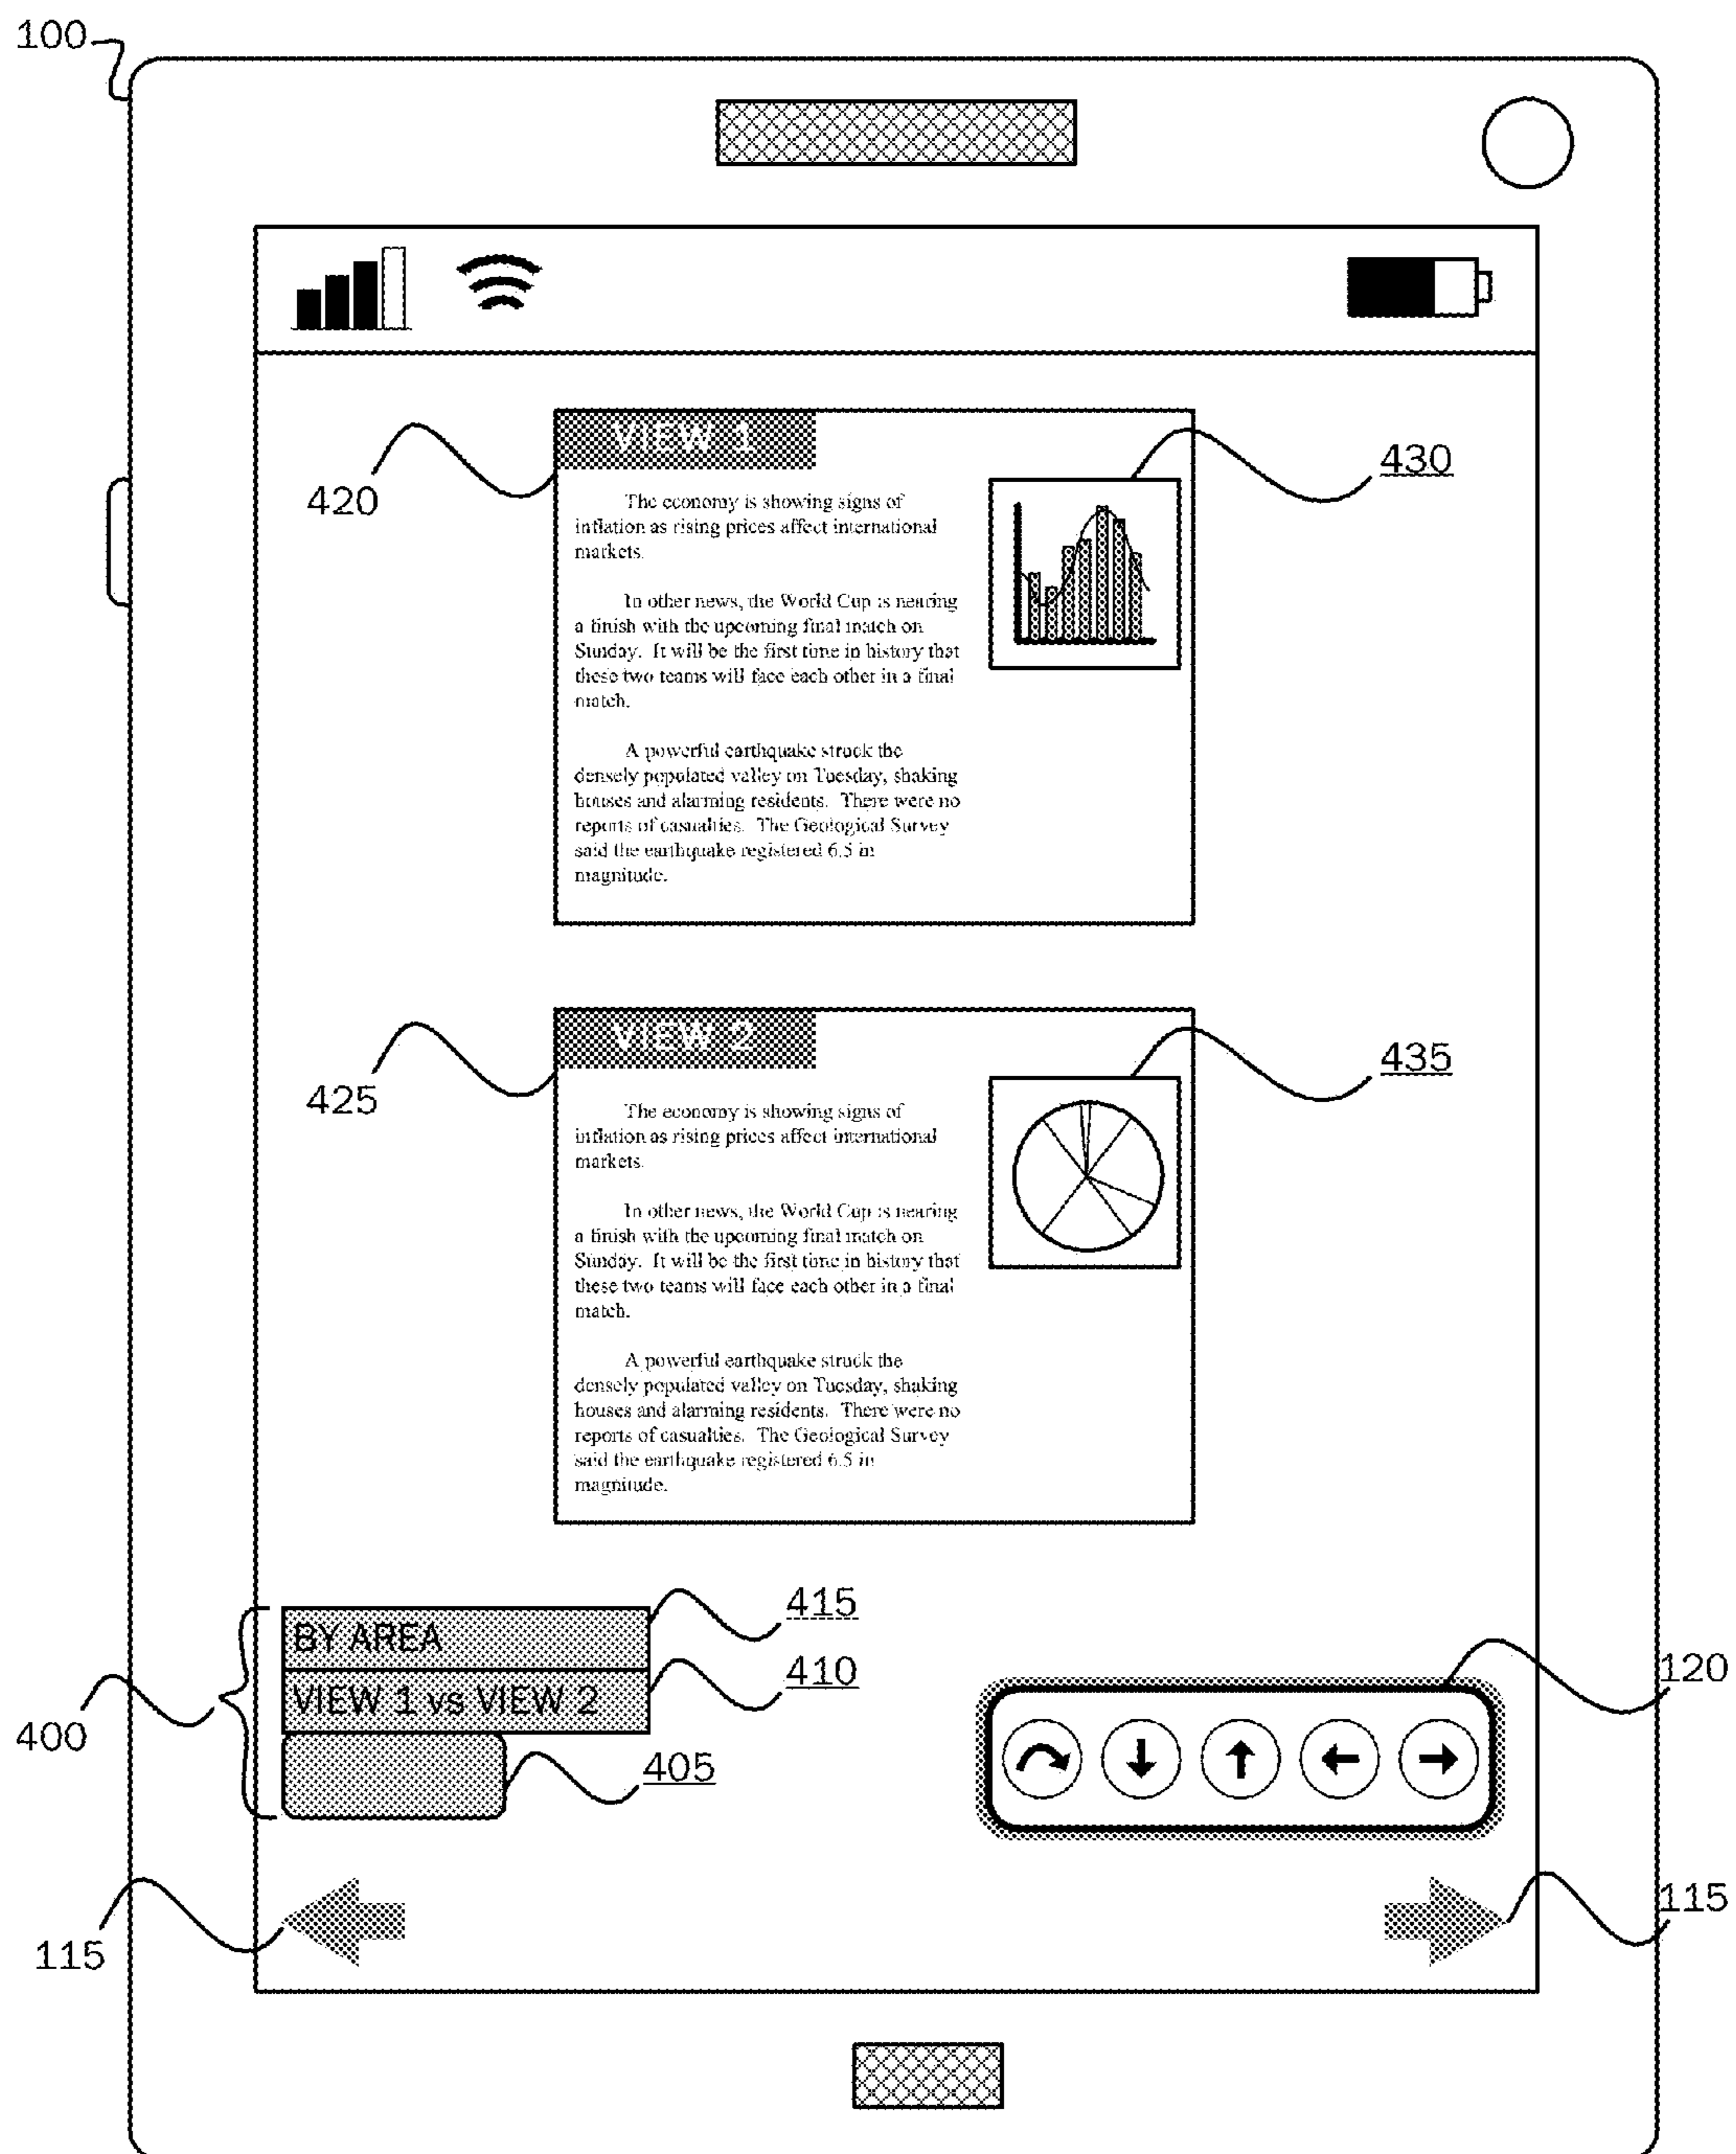 100
VIEW 1
420
430
The economy is showing signs of
inflation as rising prices affect international
markets.
In other news, the World Cup is nearing
a finish with the upcoming final match on
Sunday. It will be the first time in history that
these two teams will face each other in a final
match.
A powerful earthquake struck the
densely populated valley on Tuesday, shaking
houses and alarming residents. There were no
reports of casualties. The Geological Survey
said the earthquake registered 6.5 in
magnitude.
VIEW 2
425
435
The economy is showing signs of
inflation as rising prices affect international
markets.
In other news, the World Cup is nearing
a finish with the upcoming final match on
Sunday. It will be the first time in history that
these two teams will face each other in a final
match.
A powerful earthquake struck the
densely populated valley on Tuesday, shaking
houses and alarming residents. There were no
reports of casualties. The Geological Survey
said the earthquake registered 6.5 in
magnitude.
415
BY AREA
410
VIEW 1 vs VIEW 2
120
400
405
115
115